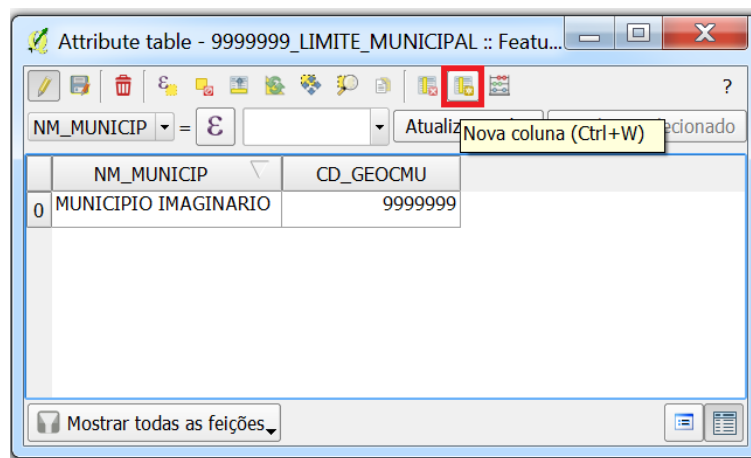 Attribute table - 9999999_LIMITE_MUNICIPAL :: Featu...
?
NM_MUNICIP = ε Atualiz ecionado
Nova coluna (Ctrl+W)
NM_MUNICIP CD_GEOCMU
0 MUNICIPIO IMAGINARIO 9999999
Mostrar todas as feições